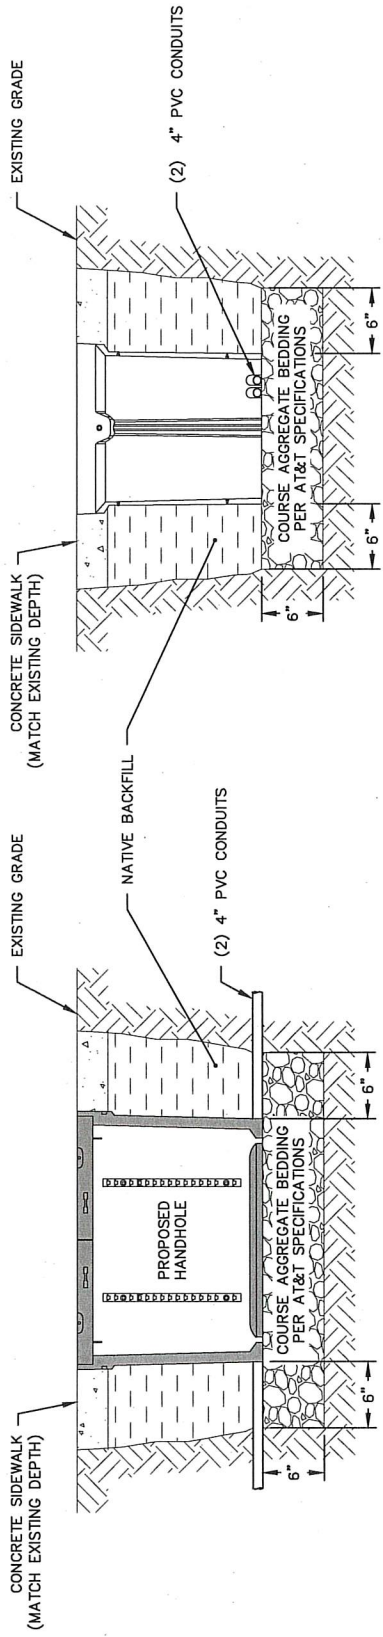 CONCRETE SIDEWALK
(MATCH EXISTING DEPTH)
EXISTING GRADE
PROPOSED
HANDHOLE
NATIVE BACKFILL
(2) 4" PVC CONDUITS
COURSE AGGREGATE BEDDING
PER AT&T SPECIFICATIONS
6"
6"
6"
CONCRETE SIDEWALK
(MATCH EXISTING DEPTH)
EXISTING GRADE
(2) 4" PVC CONDUITS
COURSE AGGREGATE BEDDING
PER AT&T SPECIFICATIONS
6"
6"
6"